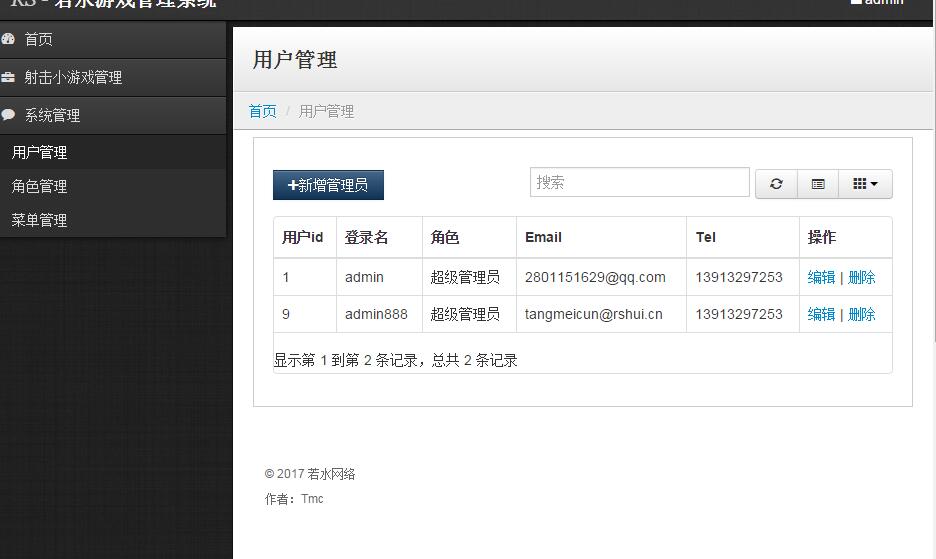 RS - 若水游戏管理系统
admin
首页
射击小游戏管理
系统管理
用户管理
角色管理
菜单管理
用户管理
首页 / 用户管理
+新增管理员
搜索
用户id 登录名 角色 Email Tel 操作
1 admin 超级管理员 2801151629@qq.com 13913297253 编辑 | 删除
9 admin888 超级管理员 tangmeicun@rshui.cn 13913297253 编辑 | 删除
显示第 1 到第 2 条记录，总共 2 条记录
© 2017 若水网络
作者：Tmc